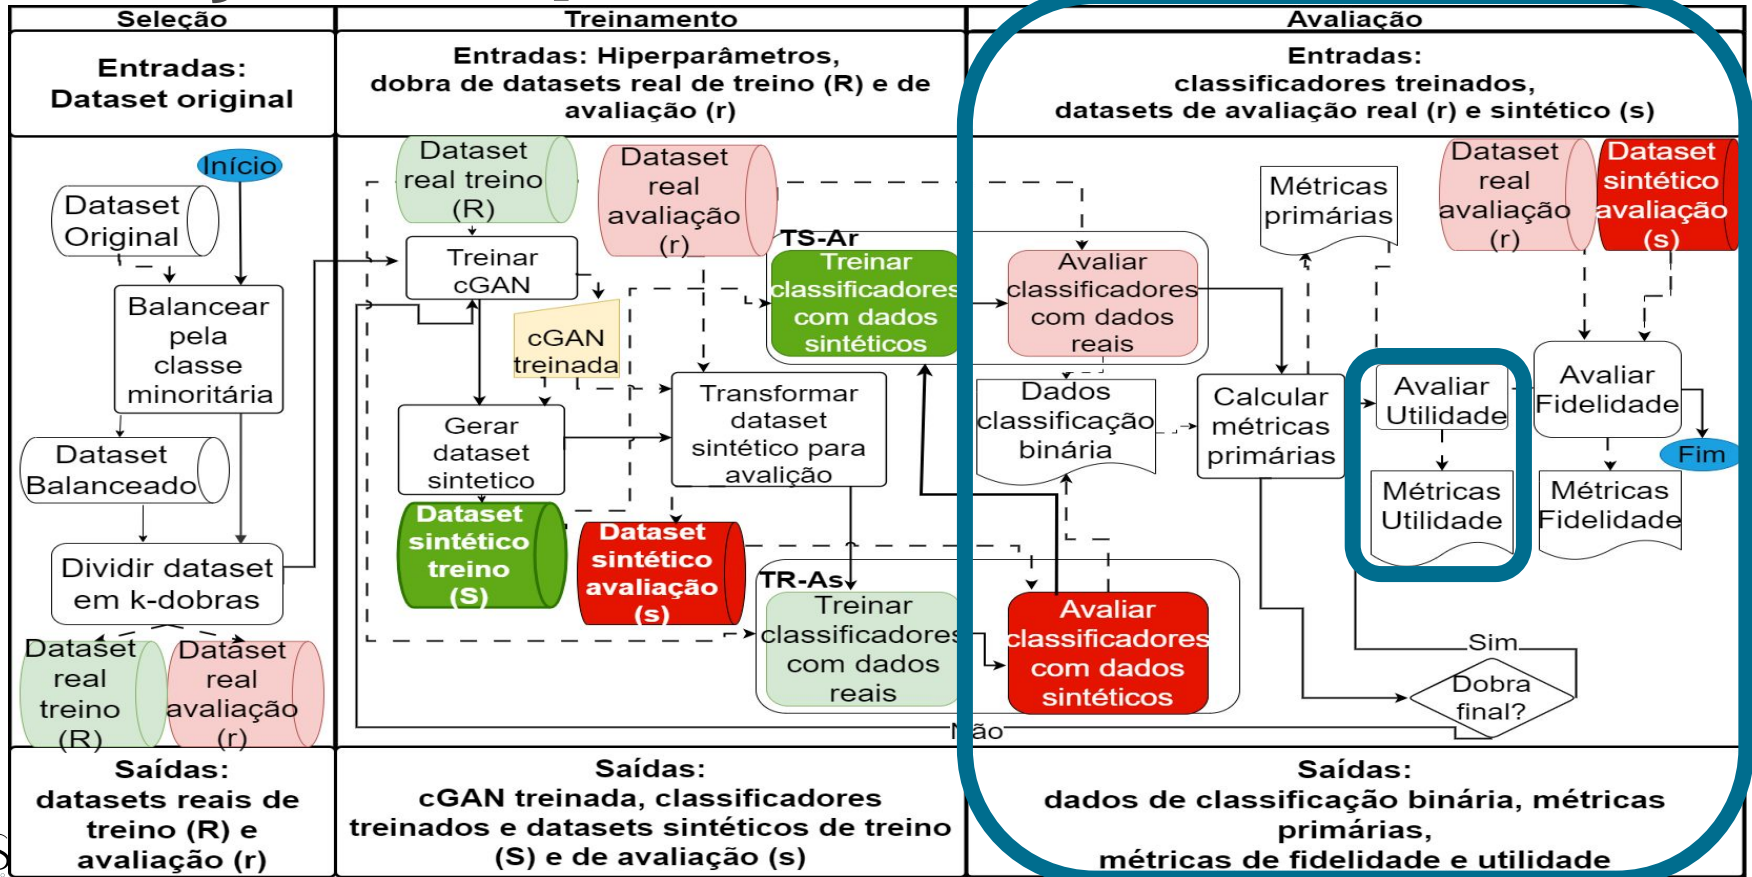 Seleção
Entradas:
Dataset original
Início
Dataset
Original
Balancear
pela
classe
minoritária
Dataset
Balanceado
Dividir dataset
em k-dobras
Dataset
real
treino
(R)
Dataset
real
avaliação
(r)
Saídas:
datasets reais de
treino (R) e
avaliação (r)
Treinamento
Entradas: Hiperparâmetros,
dobra de datasets real de treino (R) e de
avaliação (r)
Dataset
real treino
(R)
Dataset
real
avaliação
(r)
Treinar
cGAN
cGAN
treinada
Gerar
dataset
sintetico
Transformar
dataset
sintético para
avalição
Dataset
sintético
treino
(S)
Dataset
sintético
avaliação
(s)
TS-Ar
Treinar
classificadores
com dados
sintéticos
TR-As
Treinar
classificadores
com dados
reais
Saídas:
cGAN treinada, classificadores
treinados e datasets sintéticos de treino
(S) e de avaliação (s)
Avaliação
Entradas:
classificadores treinados,
datasets de avaliação real (r) e sintético (s)
Avaliar
classificadores
com dados
reais
Dados
classificação
binária
Avaliar
classificadores
com dados
sintéticos
Métricas
primárias
Calcular
métricas
primárias
Dataset
real
avaliação
(r)
Dataset
sintético
avaliação
(s)
Avaliar
Utilidade
Métricas
Utilidade
Avaliar
Fidelidade
Métricas
Fidelidade
Fim
Sim
Dobra
final?
Não
Saídas:
dados de classificação binária, métricas
primárias,
métricas de fidelidade e utilidade